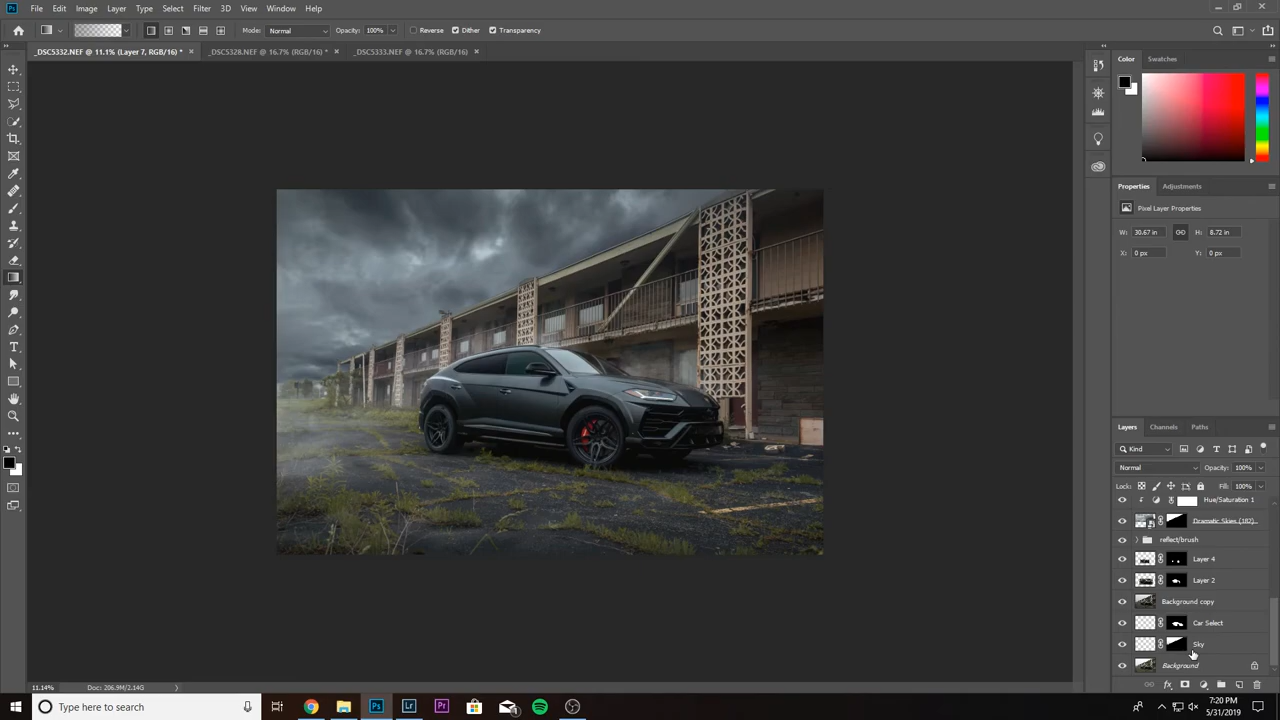 File Edit Image Layer Type Select Filter 3D View Window Help
Mode: Normal Opacity: 100% Reverse Dither Transparency
_DSC5332.NEF @ 11.1% (Layer 7, RGB/16) * _DSC5328.NEF @ 16.7% (RGB/16) * _DSC5333.NEF @ 16.7% (RGB/16) *
Color Swatches
Properties Adjustments
Pixel Layer Properties
W: 30.67 in H: 8.72 in
X: 0 px Y: 0 px
Layers Channels Paths
Kind
Normal Opacity: 100%
Lock: Fill: 100%
Hue/Saturation 1
Dramatic Skies (182)...
reflect/brush
Layer 4
Layer 2
Background copy
Car Select
Sky
Background
11.14% Doc: 206.9M/2.14G
Type here to search
7:20 PM
5/31/2019